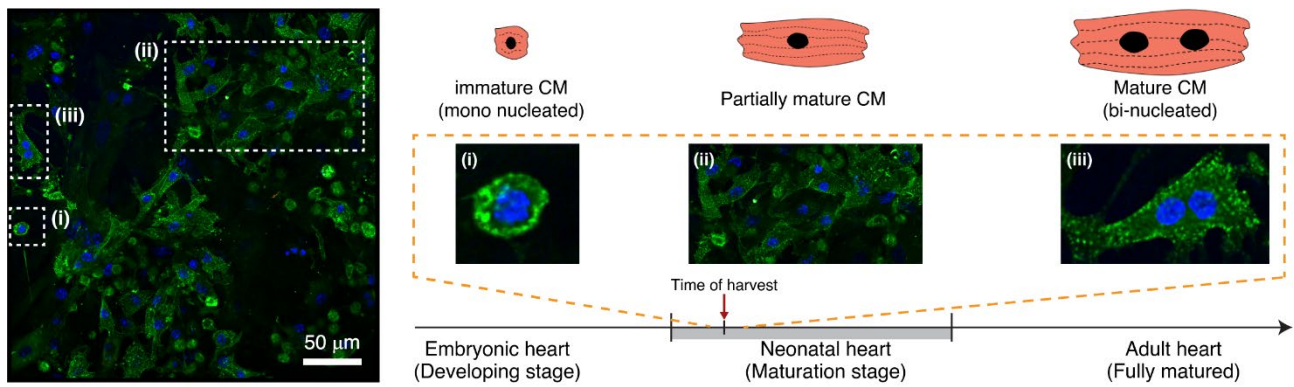 (ii)
(iii)
(i)
50 μm
immature CM
(mono nucleated)
Partially mature CM
Mature CM
(bi-nucleated)
(i)
(ii)
(iii)
Time of harvest
Embryonic heart
(Developing stage)
Neonatal heart
(Maturation stage)
Adult heart
(Fully matured)